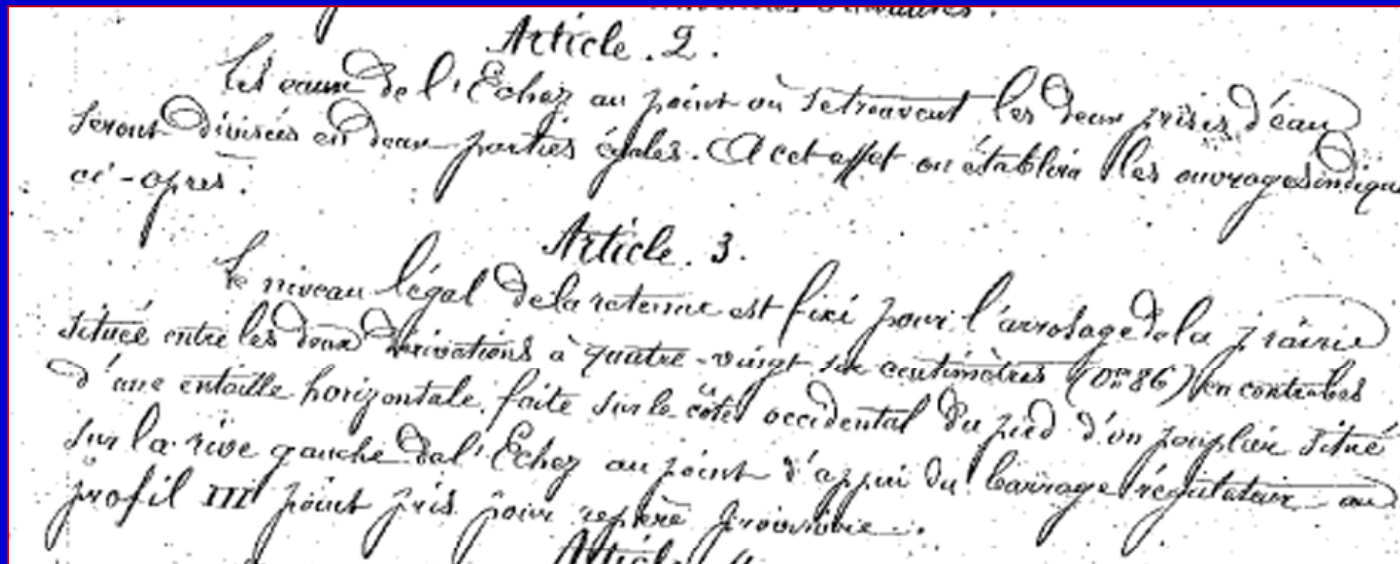 Article. 2.
Les eaux de l'Echez au point où se trouvent les deux prises d'eau
seront divisées en deux parties égales. A cet effet on établira les ouvrages indiqués
ci-après.
Article. 3.
Le niveau légal de la retenue est fixé pour l'arrosage de la prairie
située entre les deux dérivations à quatre-vingt six centimètres (0m86) en contrebas
d'une entaille horizontale, faite sur le côté occidental du pied d'un peuplier situé
sur la rive gauche de l'Echez au point d'appui du barrage régulateur au
profil III point pris pour repère provisoire.
Article